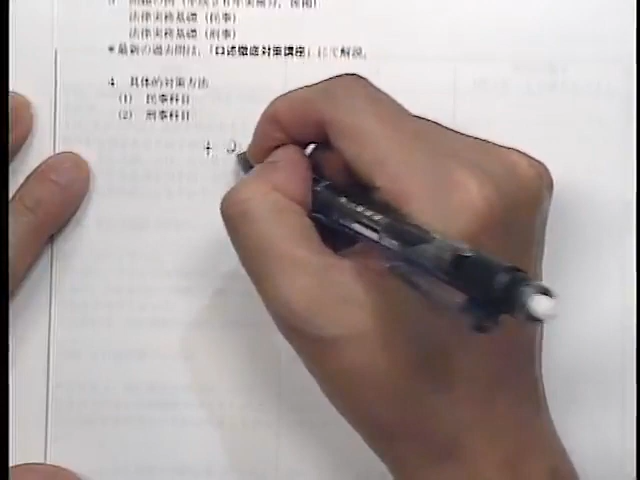 法律実務基礎(民事)
法律実務基礎(刑事)
*最新の過去問は、「口述徹底対策講座」にて解説。
4 具体的対策方法
(1) 民事科目
(2) 刑事科目